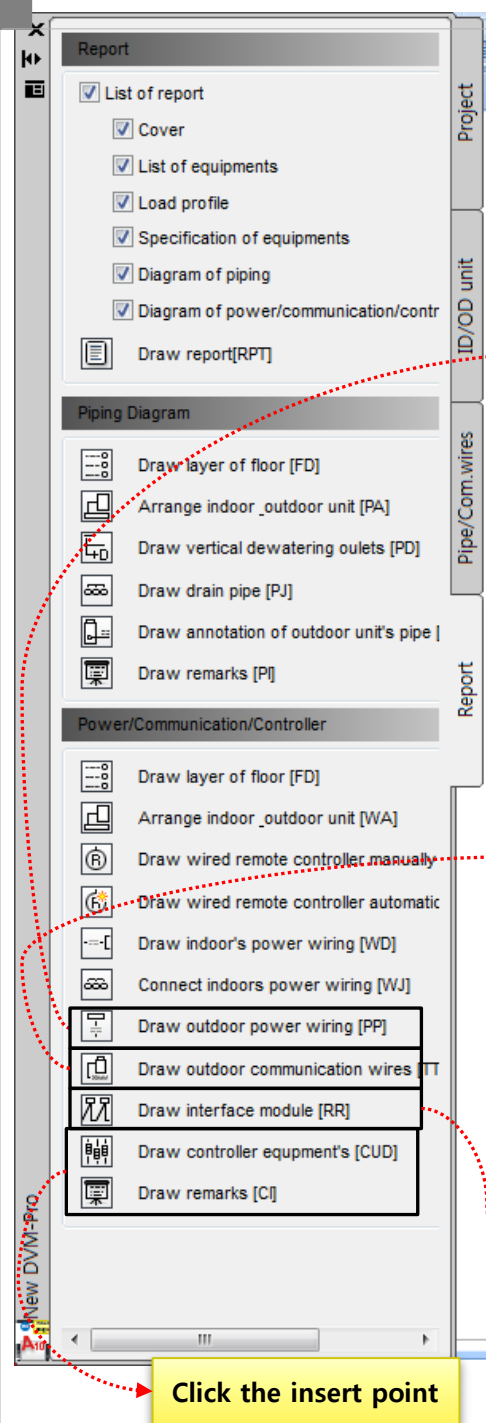 Report
List of report
Cover
List of equipments
Load profile
Specification of equipments
Diagram of piping
Diagram of power/communication/contr
Draw report[RPT]
Piping Diagram
Draw layer of floor [FD]
Arrange indoor_outdoor unit [PA]
Draw vertical dewatering oulets [PD]
Draw drain pipe [PJ]
Draw annotation of outdoor unit's pipe [
Draw remarks [PI]
Power/Communication/Controller
Draw layer of floor [FD]
Arrange indoor_outdoor unit [WA]
Draw wired remote controller manually
Draw wired remote controller automatic
Draw indoor's power wiring [WD]
Connect indoors power wiring [WJ]
Draw outdoor power wiring [PP]
Draw outdoor communication wires [TT
Draw interface module [RR]
Draw controller equpment's [CUD]
Draw remarks [CI]
Project
ID/OD unit
Pipe/Com.wires
Report
New DVM-Pro
Click the insert point